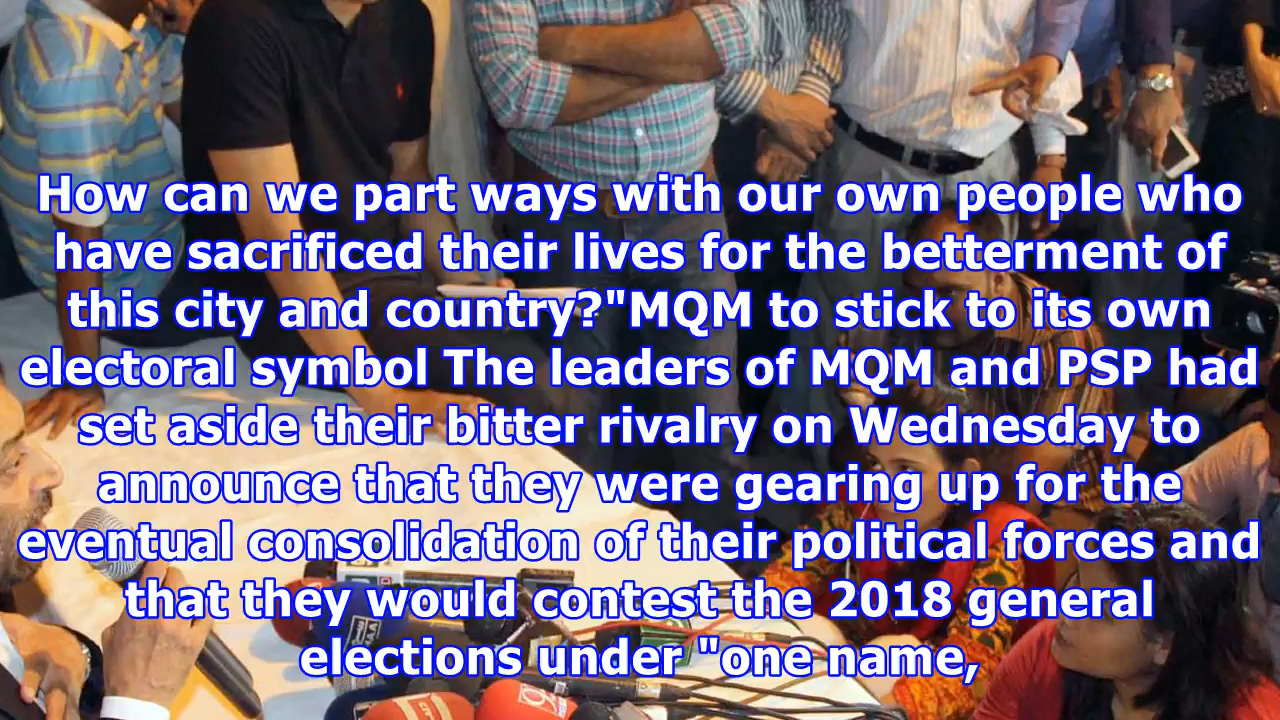 How can we part ways with our own people who
have sacrificed their lives for the betterment of
this city and country?"MQM to stick to its own
electoral symbol The leaders of MQM and PSP had
set aside their bitter rivalry on Wednesday to
announce that they were gearing up for the
eventual consolidation of their political forces and
that they would contest the 2018 general
elections under "one name,